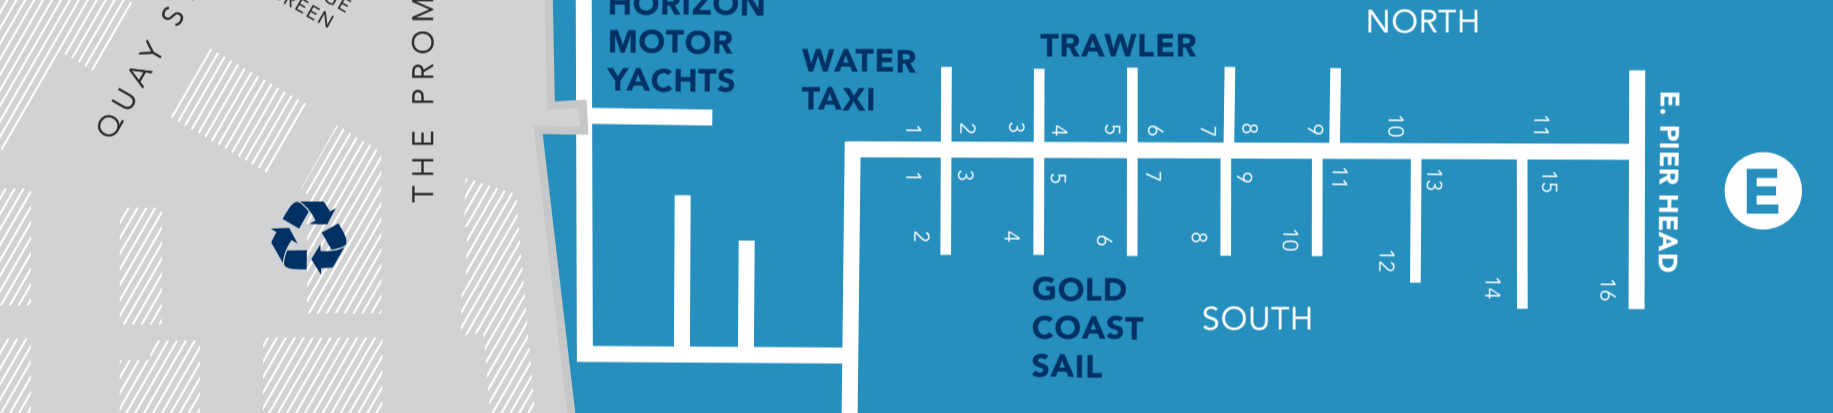 QUAY S
REEN
GE
THE PROM
HORIZON
MOTOR
YACHTS
WATER
TAXI
TRAWLER
NORTH
1 2 3 4 5 6 7 8 9 10 11
1 3 5 7 9 11 13 15
2 4 6 8 10 12 14 16
GOLD
COAST
SAIL
SOUTH
E. PIER HEAD
E